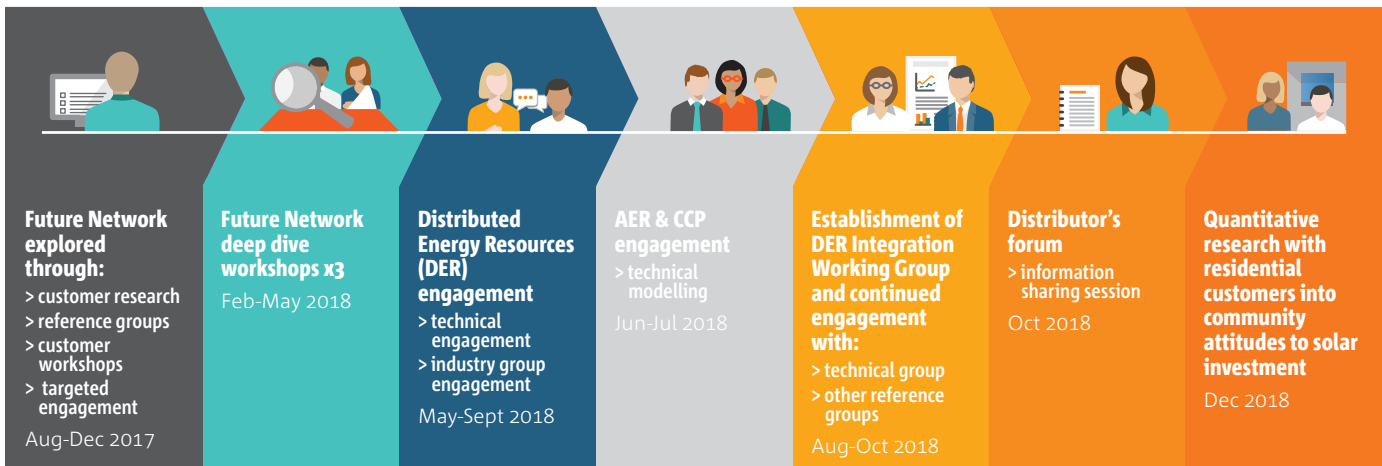 Future Network
explored
through:
> customer research
> reference groups
> customer
workshops
> targeted
engagement
Aug-Dec 2017
Future Network
deep dive
workshops x3
Feb-May 2018
Distributed
Energy Resources
(DER)
engagement
> technical
engagement
> industry group
engagement
May-Sept 2018
AER & CCP
engagement
> technical
modelling
Jun-Jul 2018
Establishment of
DER Integration
Working Group
and continued
engagement
with:
> technical group
> other reference
groups
Aug-Oct 2018
Distributor's
forum
> information
sharing session
Oct 2018
Quantitative
research with
residential
customers into
community
attitudes to solar
investment
Dec 2018